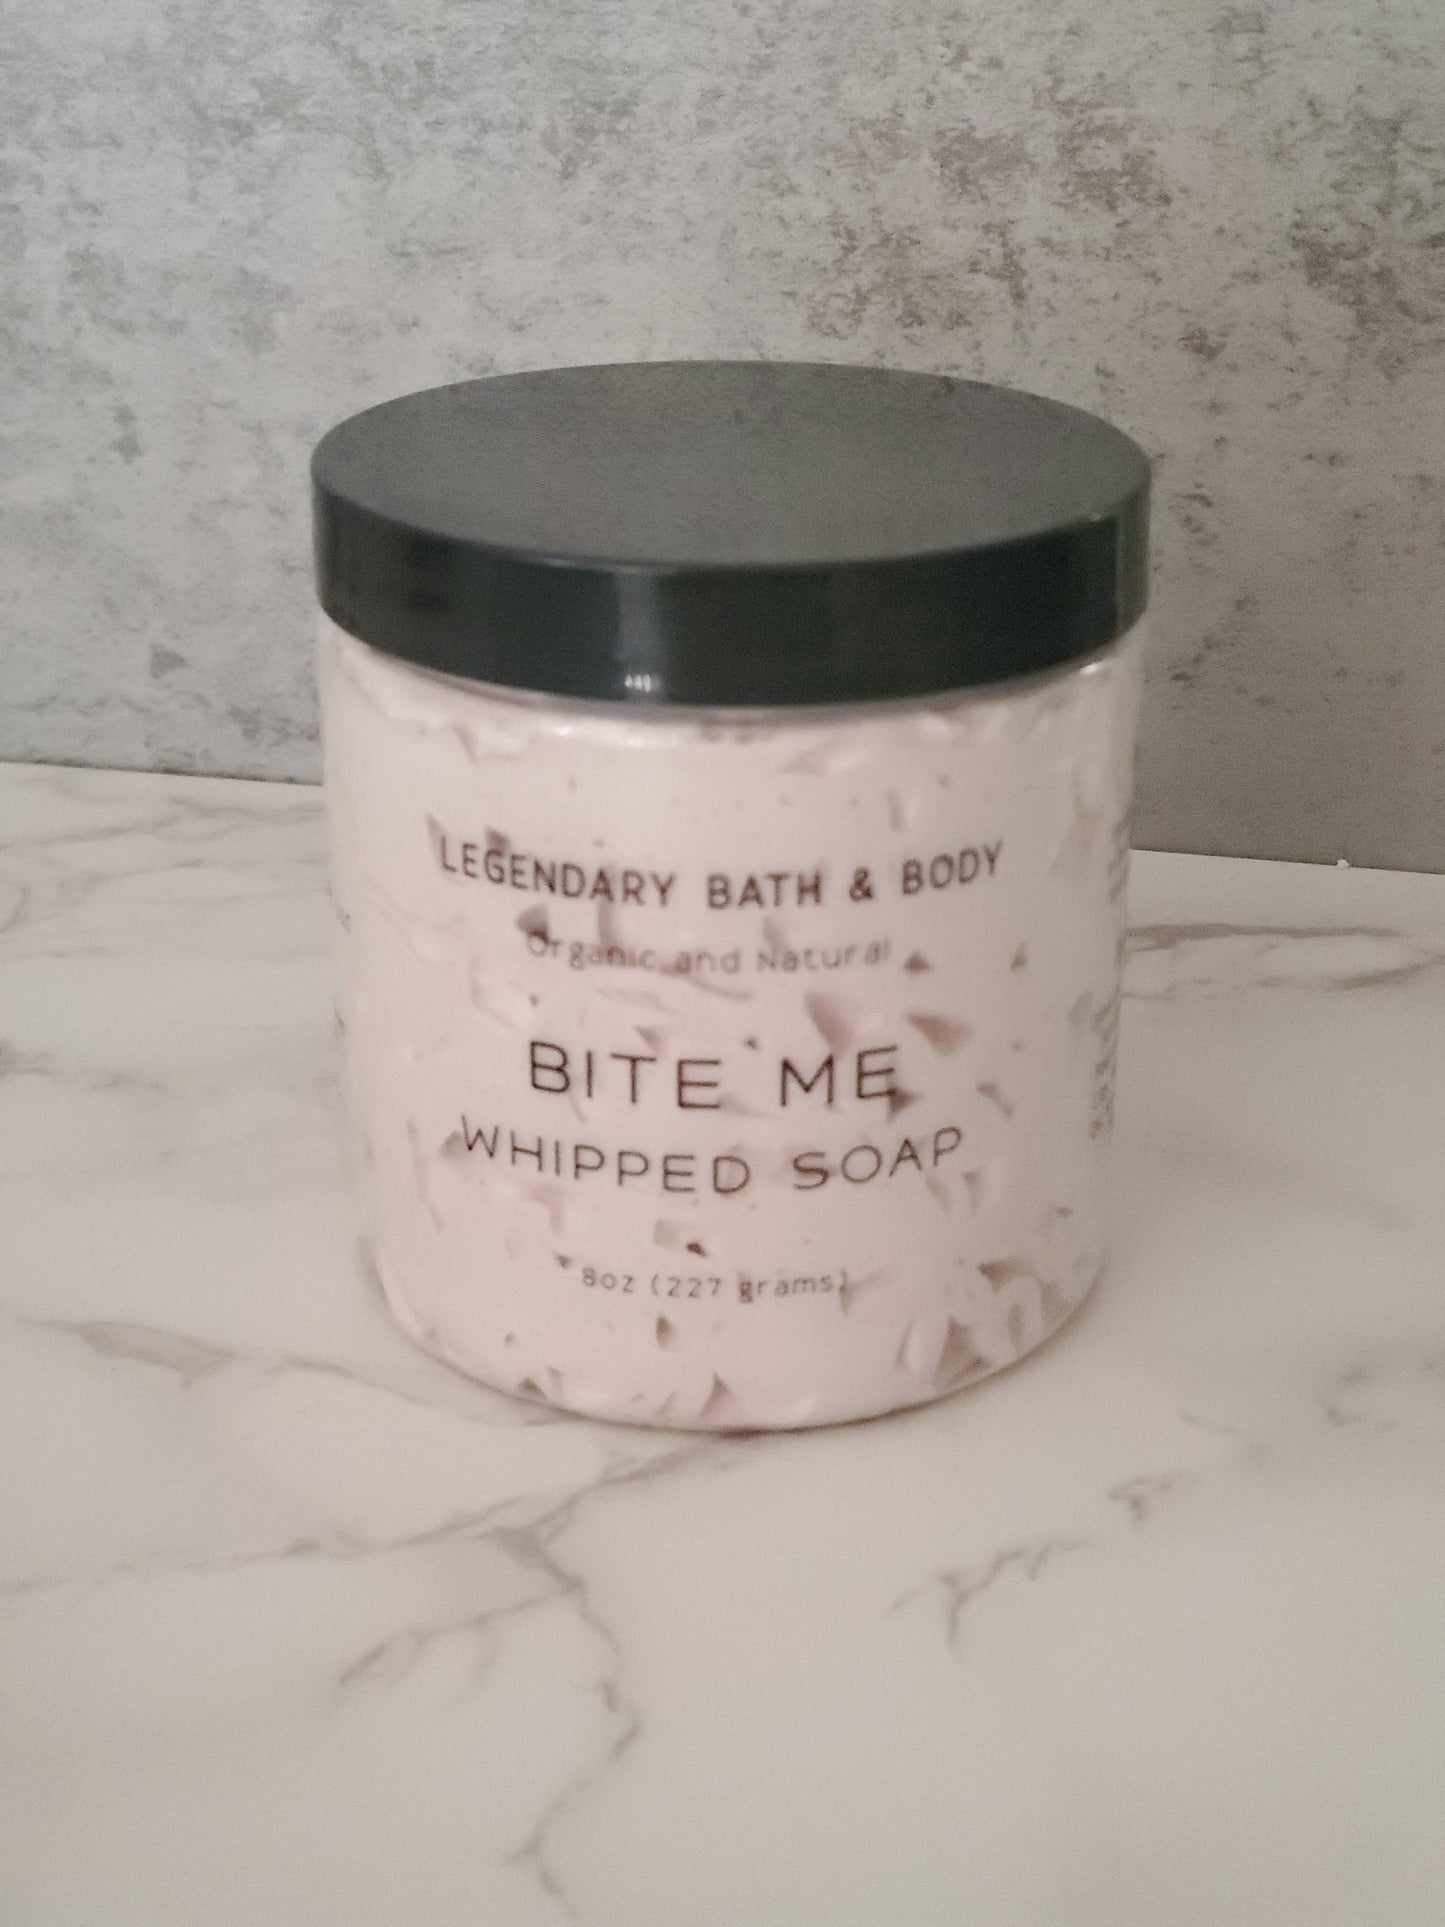 LEGENDARY BATH & BODY
Organic and Natural
BITE ME
WHIPPED SOAP
8oz (227 grams)